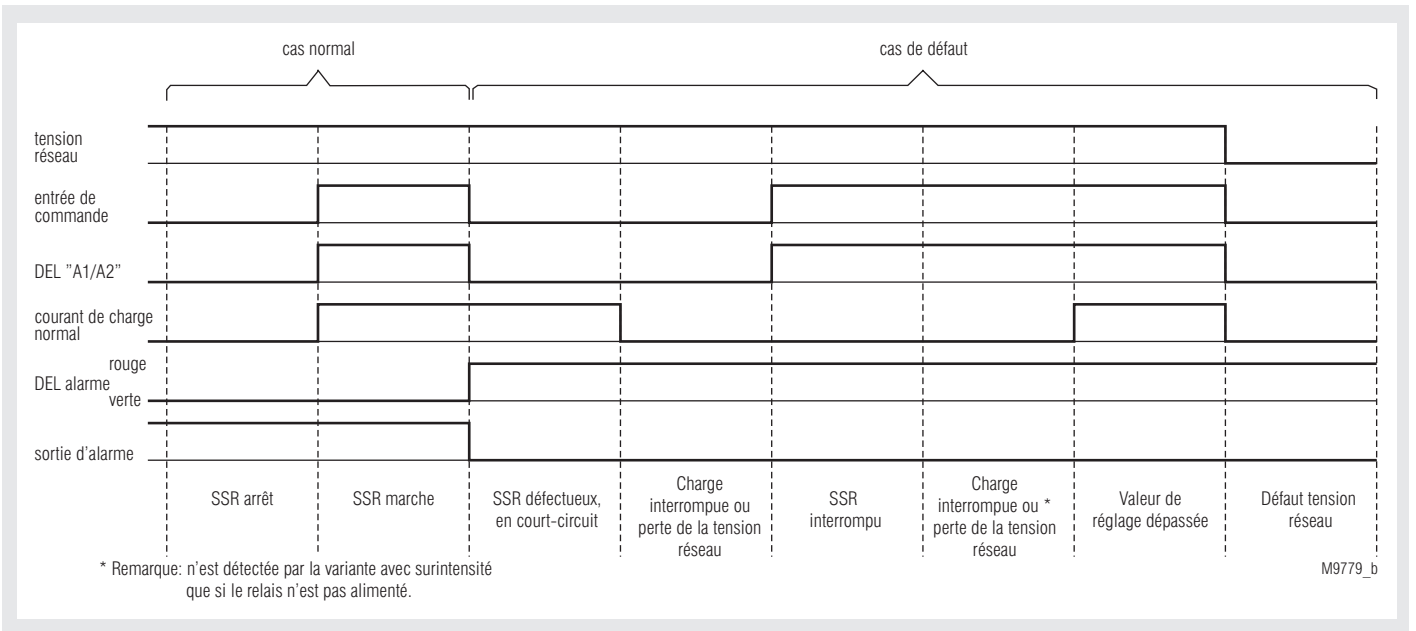 cas normal
cas de défaut
tension
réseau
entrée de
commande
DEL ”A1/A2”
courant de charge
normal
rouge
DEL alarme
verte
sortie d’alarme
SSR arrêt
SSR marche
SSR défectueux,
en court-circuit
Charge
interrompue ou
perte de la tension
réseau
SSR
interrompu
Charge
interrompue ou *
perte de la tension
réseau
Valeur de
réglage dépassée
Défaut tension
réseau
* Remarque: n’est détectée par la variante avec surintensité
que si le relais n’est pas alimenté.
M9779_b